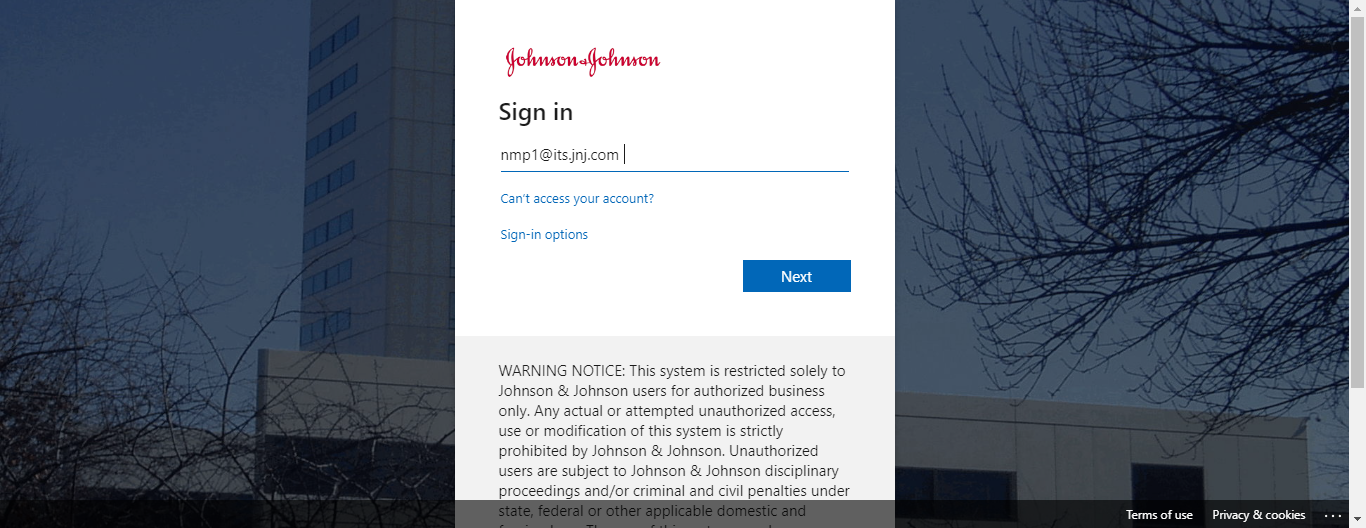 Johnson & Johnson
Sign in
nmp1@its.jnj.com
Can't access your account?
Sign-in options
Next
WARNING NOTICE: This system is restricted solely to
Johnson & Johnson users for authorized business
only. Any actual or attempted unauthorized access,
use or modification of this system is strictly
prohibited by Johnson & Johnson. Unauthorized
users are subject to Johnson & Johnson disciplinary
proceedings and/or criminal and civil penalties under
state, federal or other applicable domestic and
Terms of use
Privacy & cookies